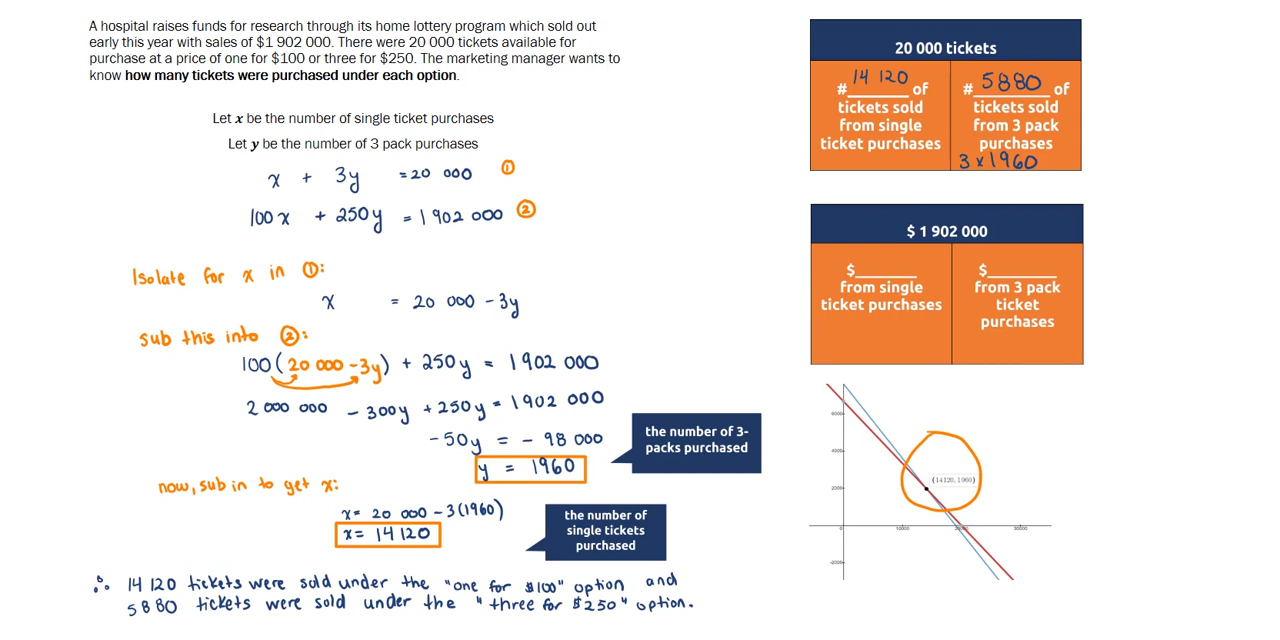 A hospital raises funds for research through its home lottery program which sold out
early this year with sales of $1 902 000. There were 20 000 tickets available for
purchase at a price of one for $100 or three for $250. The marketing manager wants to
know how many tickets were purchased under each option.
Let x be the number of single ticket purchases
Let y be the number of 3 pack purchases
x + 3y = 20 000 ①
100x + 250y = 1 902 000 ②
Isolate for x in ①:
x = 20 000 - 3y
sub this into ②:
100(20 000 - 3y) + 250y = 1 902 000
2 000 000 - 300y + 250y = 1 902 000
-50y = - 98 000
y = 1960
the number of 3-
packs purchased
now, sub in to get x:
x = 20 000 - 3(1960)
x = 14 120
the number of
single tickets
purchased
∴ 14 120 tickets were sold under the "one for $100" option and
5880 tickets were sold under the "three for $250" option.
20 000 tickets
# 14 120 of
tickets sold
from single
ticket purchases
# 5880 of
tickets sold
from 3 pack
purchases
3 x 1960
$ 1 902 000
$______
from single
ticket purchases
$______
from 3 pack
ticket
purchases
6000
4000
2000
(14120, 1960)
0
10000
20000
30000
-2000